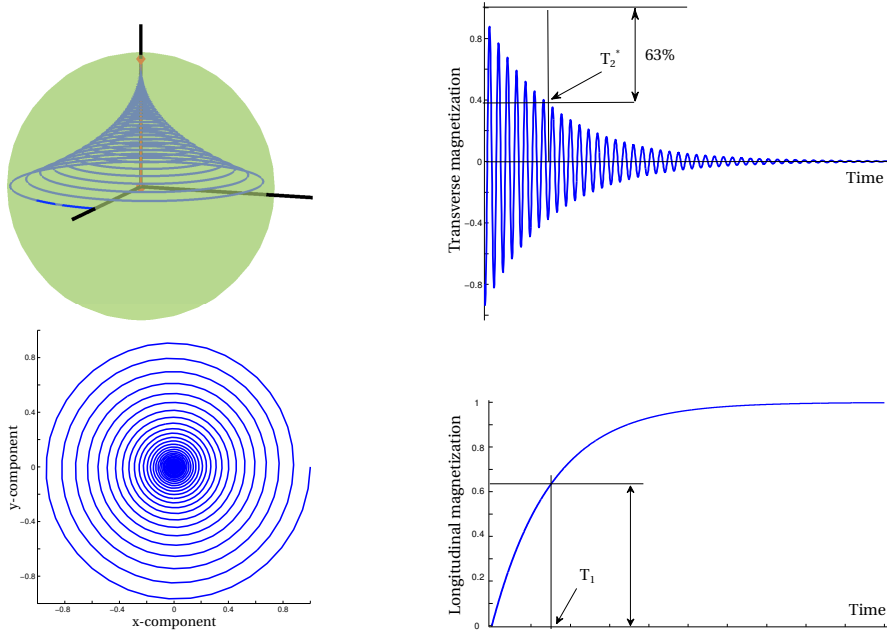 0.8
0.4
0
−0.4
−0.8
Transverse magnetization
T2*
63%
Time
0.8
0.4
0
−0.4
−0.8
y-component
−0.8
−0.4
0
0.4
0.8
x-component
1
0.8
0.6
0.4
0.2
0
Longitudinal magnetization
T1
Time